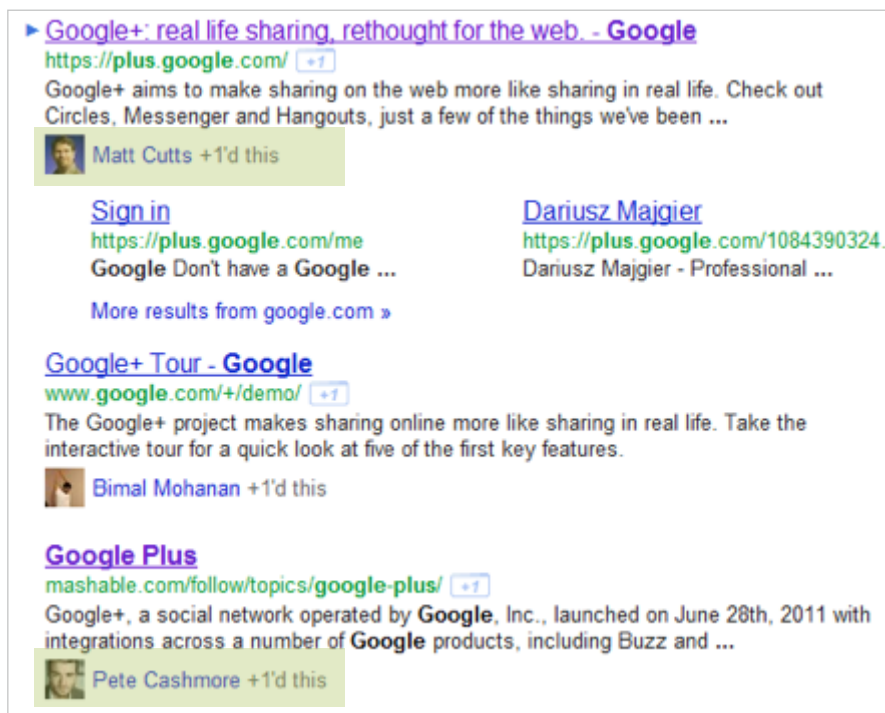 Google+: real life sharing, rethought for the web. - Google
https://plus.google.com/ +1
Google+ aims to make sharing on the web more like sharing in real life. Check out
Circles, Messenger and Hangouts, just a few of the things we've been ...
Matt Cutts +1'd this
Sign in
https://plus.google.com/me
Google Don't have a Google ...
Dariusz Majgier
https://plus.google.com/1084390324.
Dariusz Majgier - Professional ...
More results from google.com »
Google+ Tour - Google
www.google.com/+/demo/ +1
The Google+ project makes sharing online more like sharing in real life. Take the
interactive tour for a quick look at five of the first key features.
Bimal Mohanan +1'd this
Google Plus
mashable.com/follow/topics/google-plus/ +1
Google+, a social network operated by Google, Inc., launched on June 28th, 2011 with
integrations across a number of Google products, including Buzz and ...
Pete Cashmore +1'd this